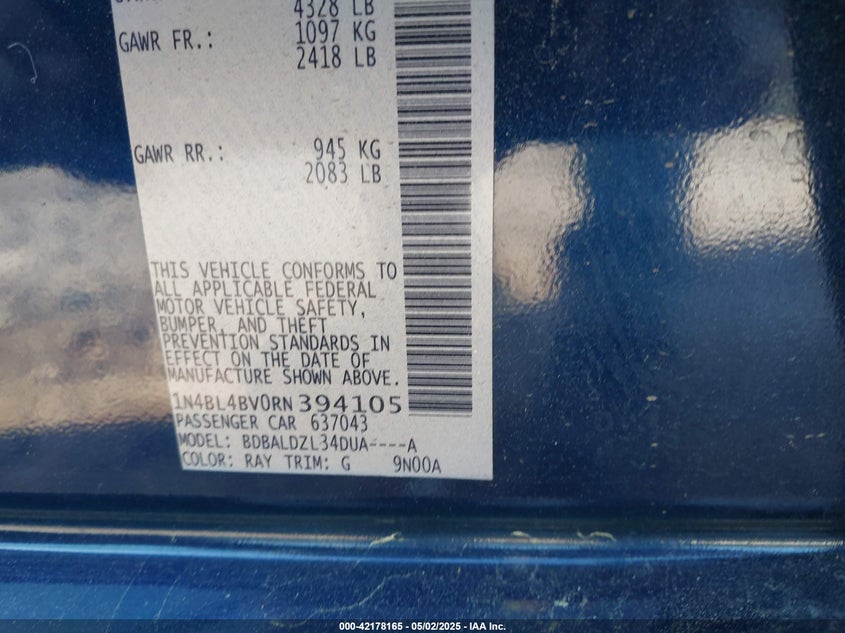 4328 LB
GAWR FR.: 1097 KG
2418 LB
GAWR RR.: 945 KG
2083 LB
THIS VEHICLE CONFORMS TO
ALL APPLICABLE FEDERAL
MOTOR VEHICLE SAFETY,
BUMPER, AND THEFT
PREVENTION STANDARDS IN
EFFECT ON THE DATE OF
MANUFACTURE SHOWN ABOVE.
1N4BL4BV0RN394105
PASSENGER CAR 637043
MODEL: BDBALDZL34DUA----A
COLOR: RAY TRIM: G 9N00A
000-42178165 - 05/02/2025 - IAA Inc.